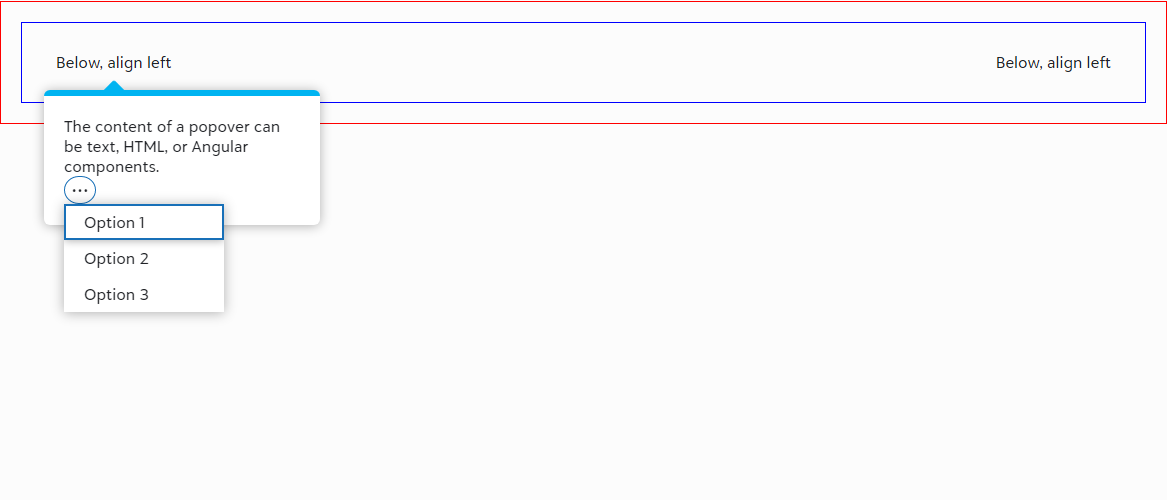 Below, align left
Below, align left
The content of a popover can
be text, HTML, or Angular
components.
Option 1
Option 2
Option 3